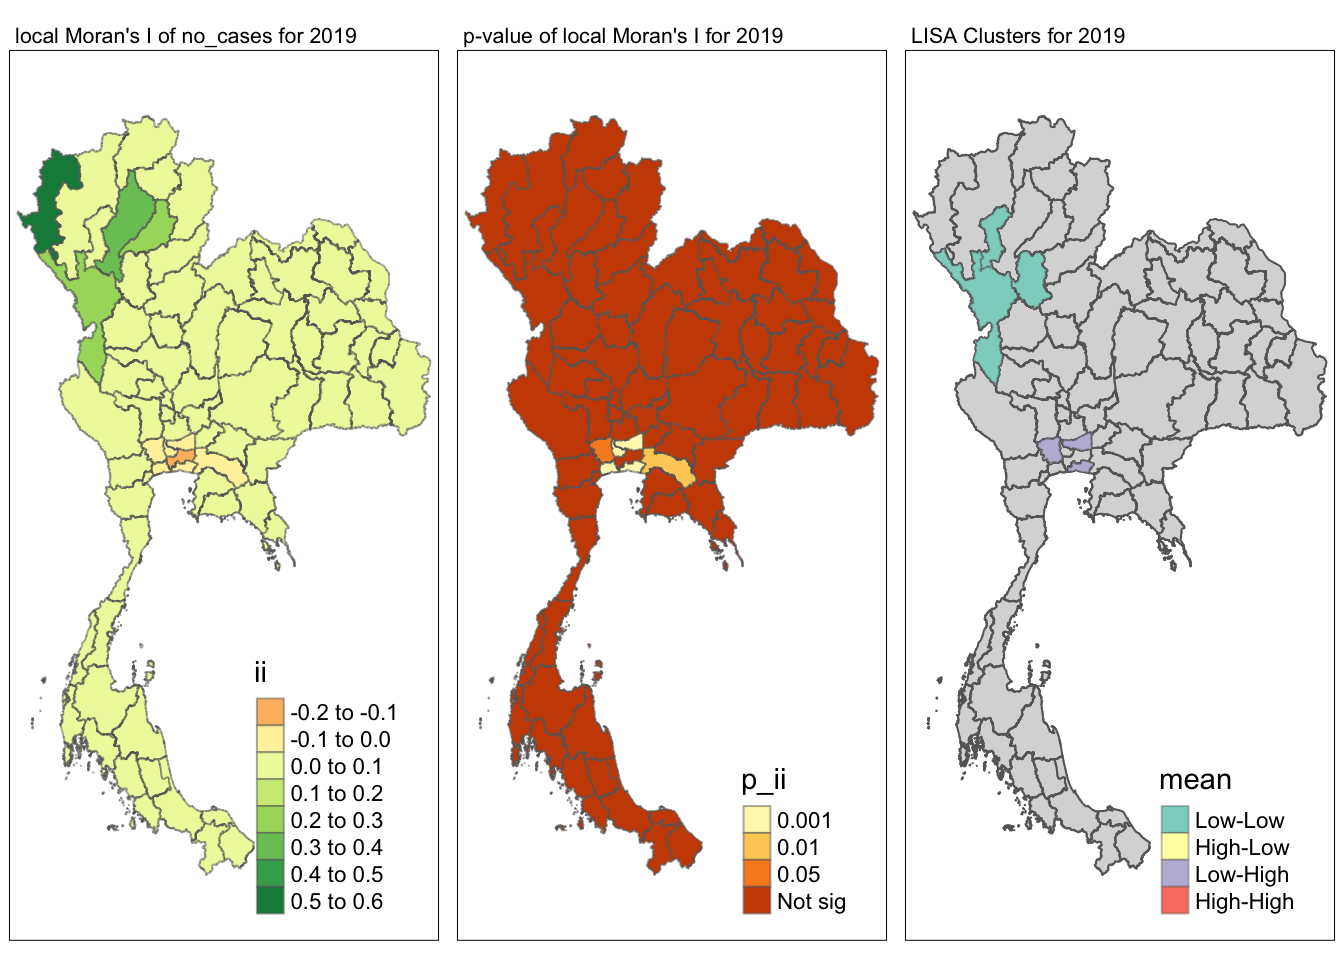 local Moran's I of no_cases for 2019
ii
-0.2 to -0.1
-0.1 to 0.0
0.0 to 0.1
0.1 to 0.2
0.2 to 0.3
0.3 to 0.4
0.4 to 0.5
0.5 to 0.6
p-value of local Moran's I for 2019
p_ii
0.001
0.01
0.05
Not sig
LISA Clusters for 2019
mean
Low-Low
High-Low
Low-High
High-High